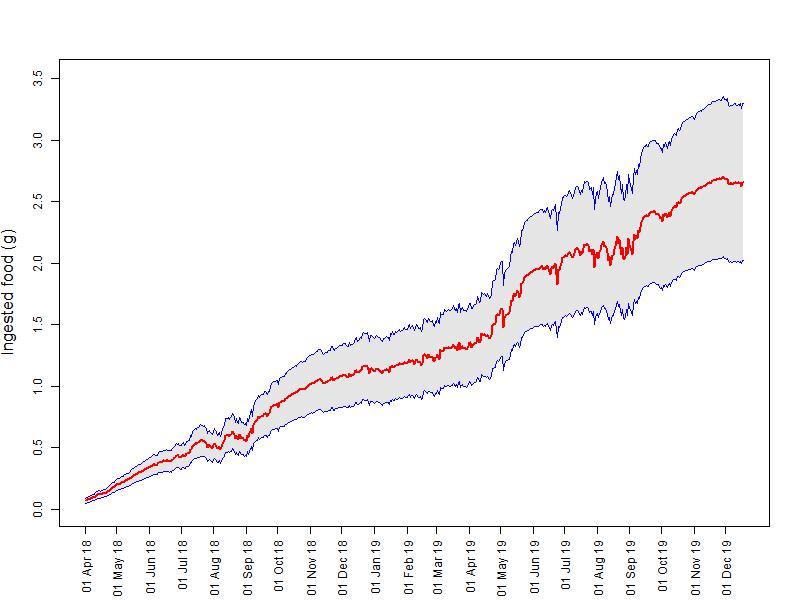 Ingested food (g)
3.5
3.0
2.5
2.0
1.5
1.0
0.5
0.0
01 Apr 18
01 May 18
01 Jun 18
01 Jul 18
01 Aug 18
01 Sep 18
01 Oct 18
01 Nov 18
01 Dec 18
01 Jan 19
01 Feb 19
01 Mar 19
01 Apr 19
01 May 19
01 Jun 19
01 Jul 19
01 Aug 19
01 Sep 19
01 Oct 19
01 Nov 19
01 Dec 19